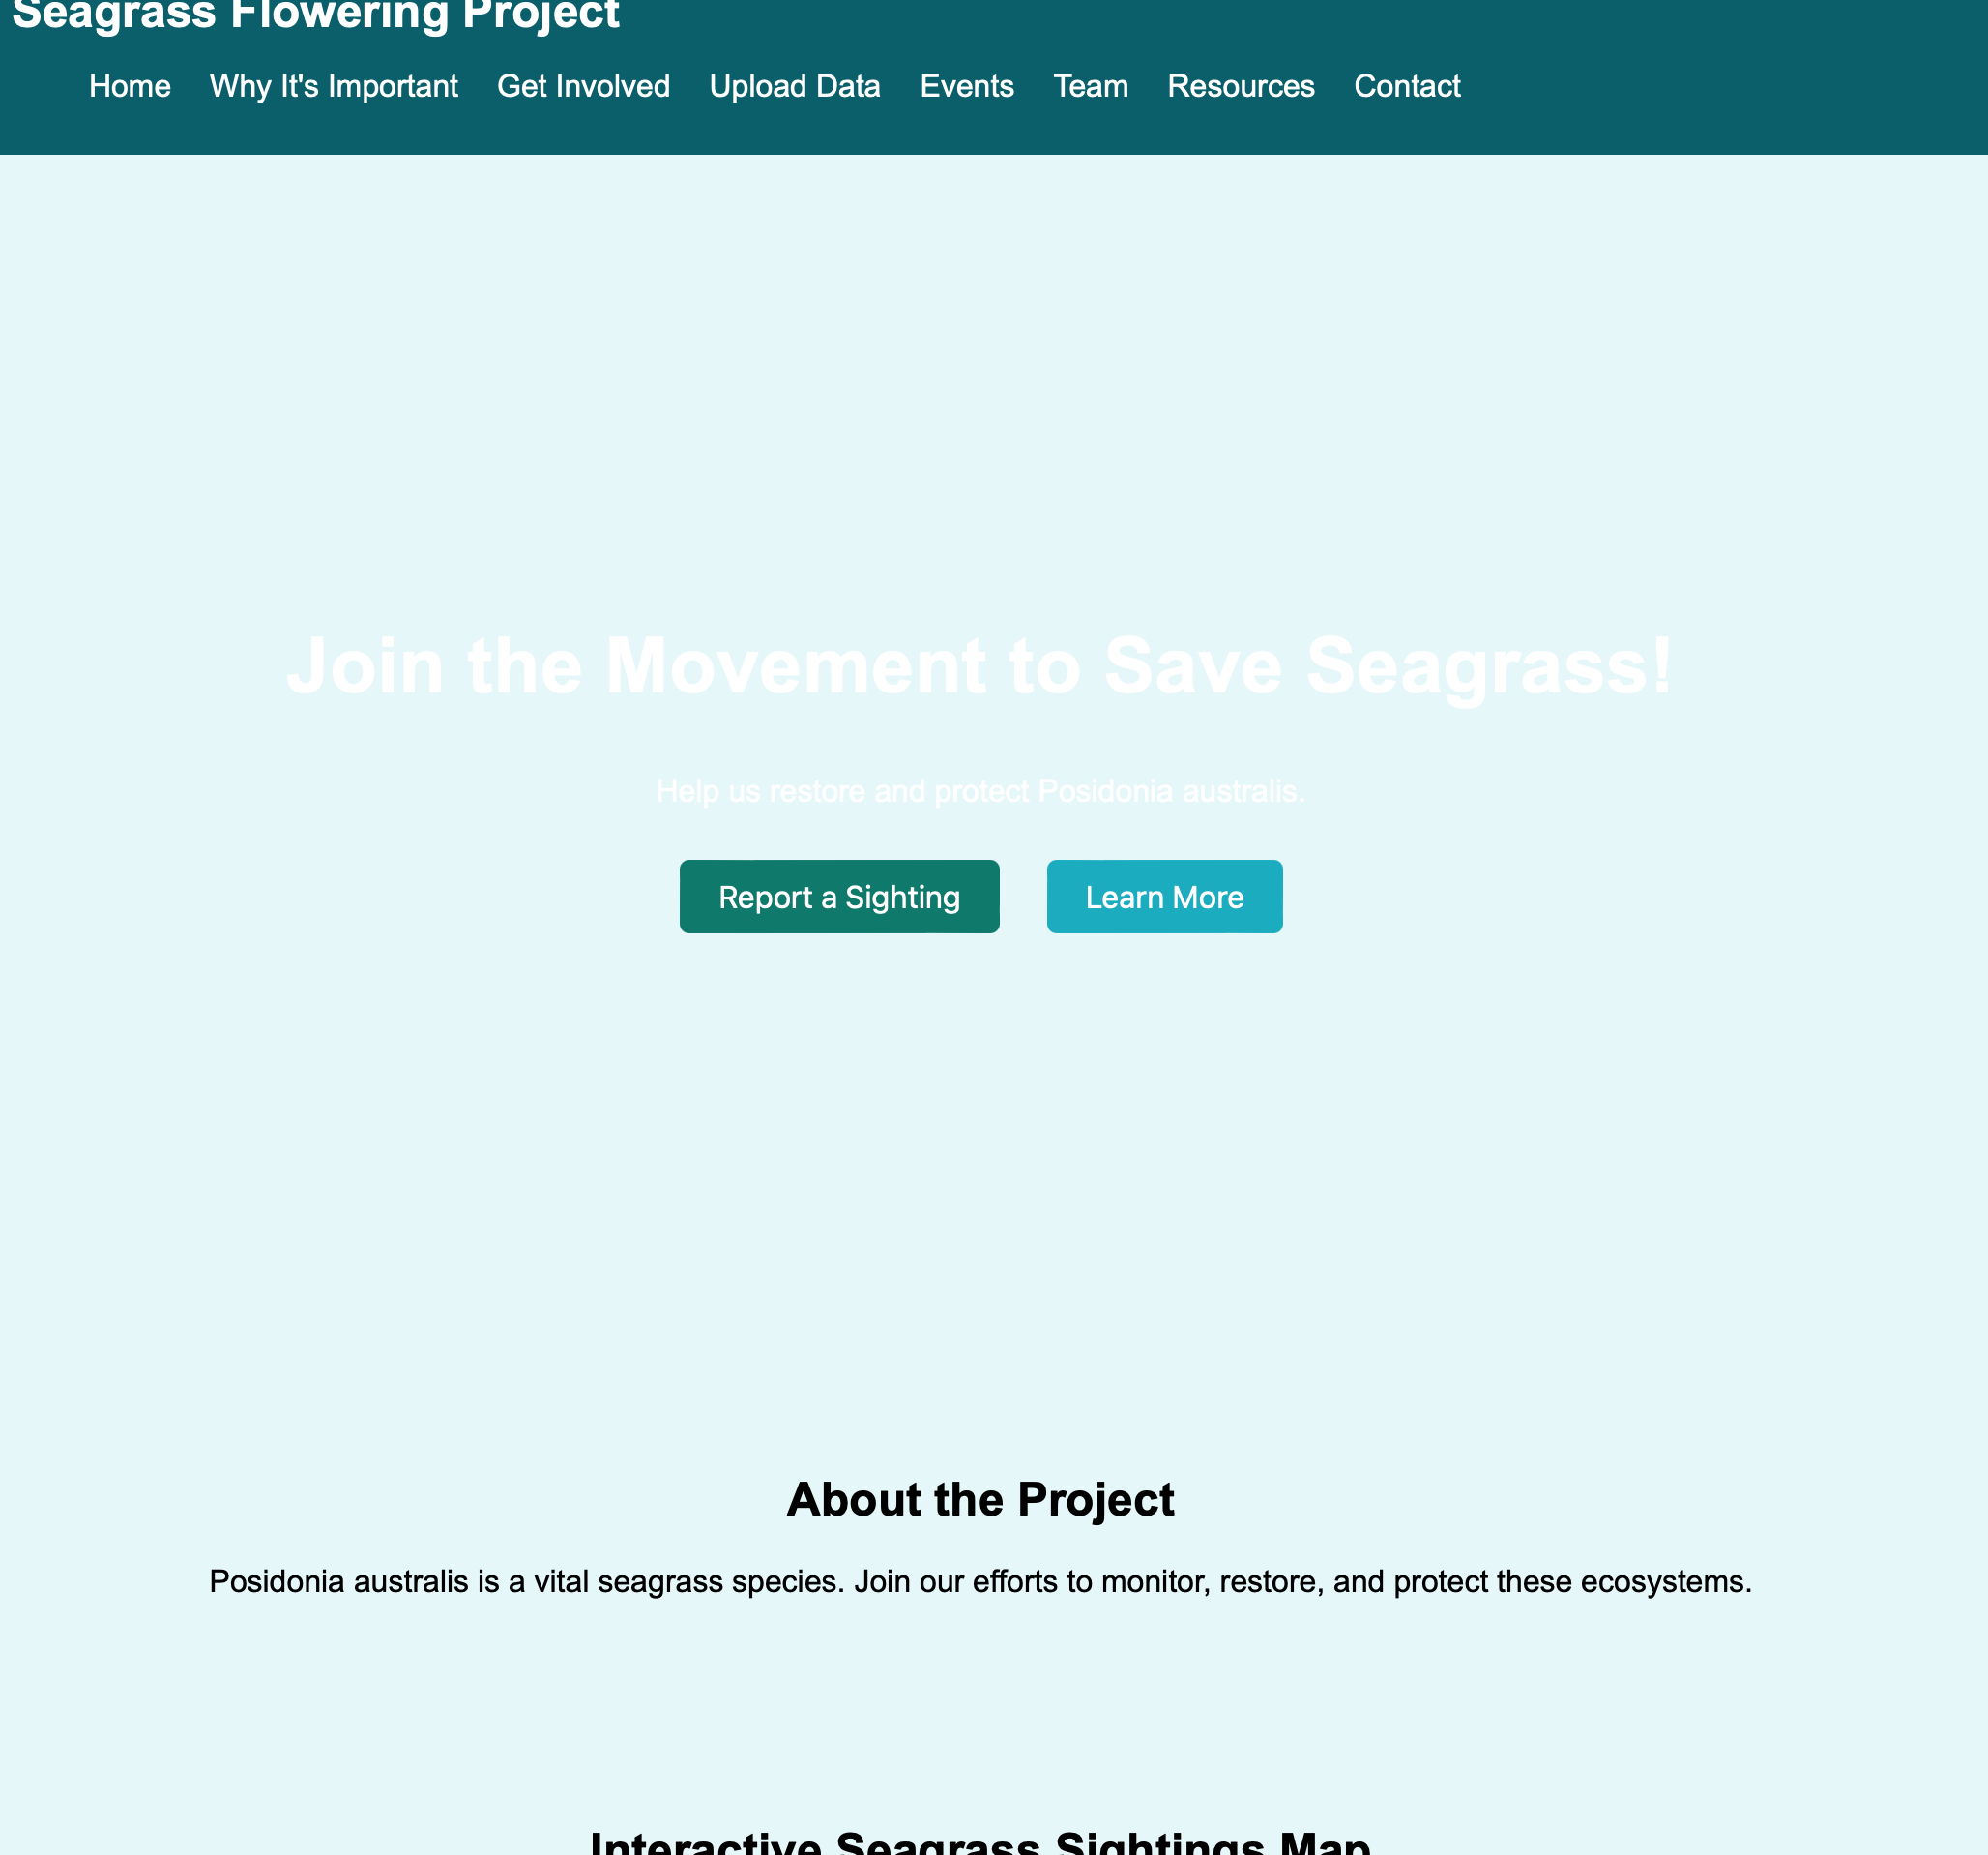 Seagrass Flowering Project
Home Why It's Important Get Involved Upload Data Events Team Resources Contact
Join the Movement to Save Seagrass!
Help us restore and protect Posidonia australis.
Report a Sighting Learn More
About the Project
Posidonia australis is a vital seagrass species. Join our efforts to monitor, restore, and protect these ecosystems.
Interactive Seagrass Sightings Map